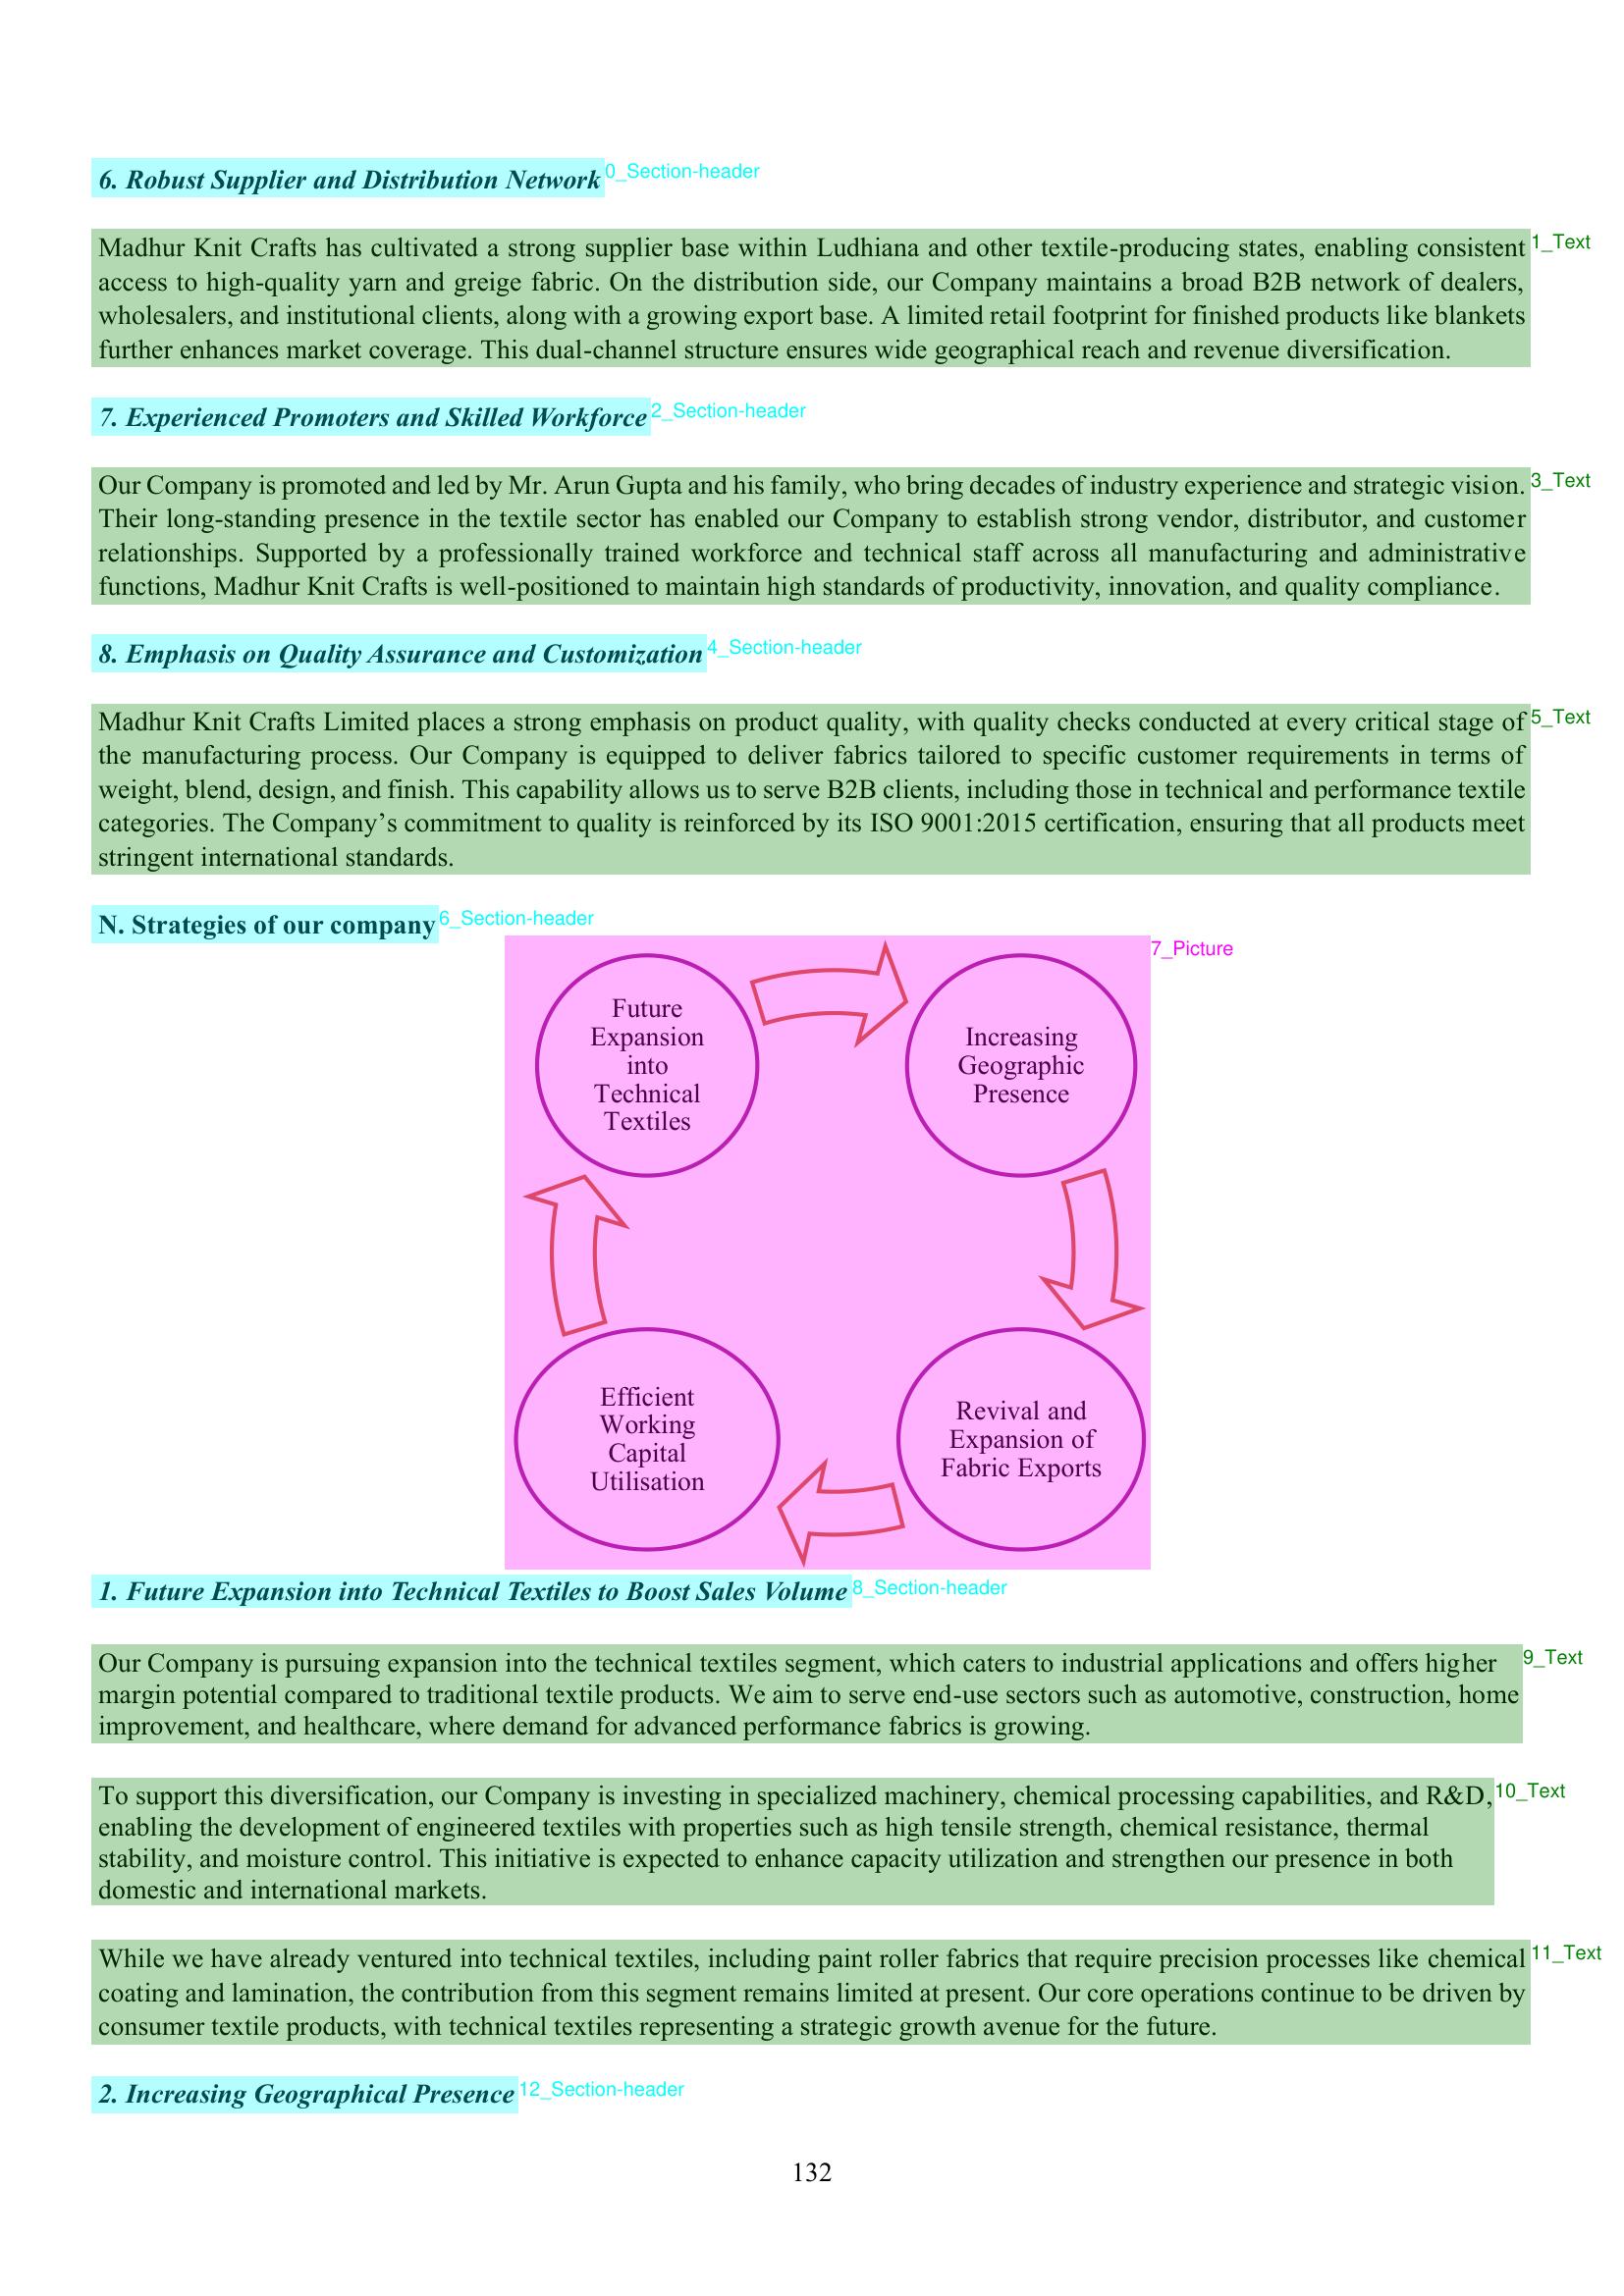 6. Robust Supplier and Distribution Network
0_Section-header
Madhur Knit Crafts has cultivated a strong supplier base within Ludhiana and other textile-producing states, enabling consistent
1_Text
access to high-quality yarn and greige fabric. On the distribution side, our Company maintains a broad B2B network of dealers,
wholesalers, and institutional clients, along with a growing export base. A limited retail footprint for finished products like blankets
further enhances market coverage. This dual-channel structure ensures wide geographical reach and revenue diversification.
7. Experienced Promoters and Skilled Workforce
2_Section-header
Our Company is promoted and led by Mr. Arun Gupta and his family, who bring decades of industry experience and strategic vision.
3_Text
Their long-standing presence in the textile sector has enabled our Company to establish strong vendor, distributor, and customer
relationships. Supported by a professionally trained workforce and technical staff across all manufacturing and administrative
functions, Madhur Knit Crafts is well-positioned to maintain high standards of productivity, innovation, and quality compliance.
8. Emphasis on Quality Assurance and Customization
4_Section-header
Madhur Knit Crafts Limited places a strong emphasis on product quality, with quality checks conducted at every critical stage of
5_Text
the manufacturing process. Our Company is equipped to deliver fabrics tailored to specific customer requirements in terms of
weight, blend, design, and finish. This capability allows us to serve B2B clients, including those in technical and performance textile
categories. The Company’s commitment to quality is reinforced by its ISO 9001:2015 certification, ensuring that all products meet
stringent international standards.
N. Strategies of our company
6_Section-header
7_Picture
Future
Expansion
into
Technical
Textiles
Increasing
Geographic
Presence
Efficient
Working
Capital
Utilisation
Revival and
Expansion of
Fabric Exports
1. Future Expansion into Technical Textiles to Boost Sales Volume
8_Section-header
Our Company is pursuing expansion into the technical textiles segment, which caters to industrial applications and offers higher
9_Text
margin potential compared to traditional textile products. We aim to serve end-use sectors such as automotive, construction, home
improvement, and healthcare, where demand for advanced performance fabrics is growing.
To support this diversification, our Company is investing in specialized machinery, chemical processing capabilities, and R&D,
10_Text
enabling the development of engineered textiles with properties such as high tensile strength, chemical resistance, thermal
stability, and moisture control. This initiative is expected to enhance capacity utilization and strengthen our presence in both
domestic and international markets.
While we have already ventured into technical textiles, including paint roller fabrics that require precision processes like chemical
11_Text
coating and lamination, the contribution from this segment remains limited at present. Our core operations continue to be driven by
consumer textile products, with technical textiles representing a strategic growth avenue for the future.
2. Increasing Geographical Presence
12_Section-header
132